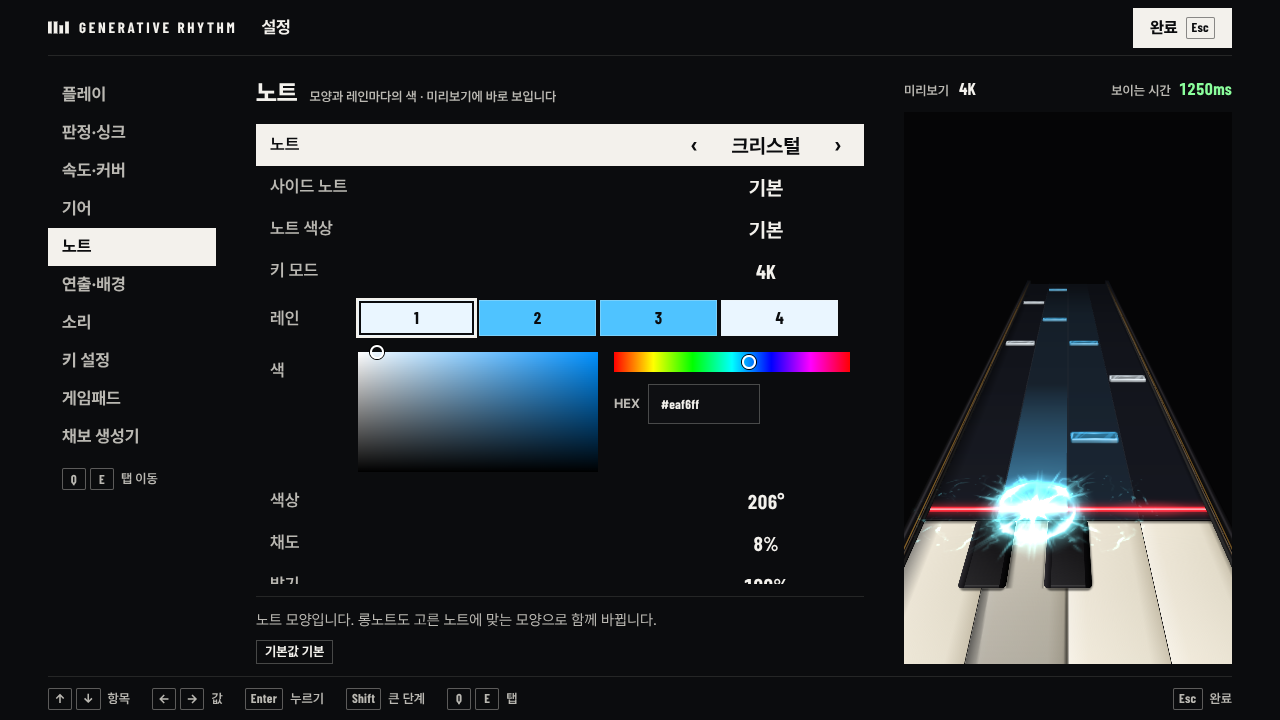 GENERATIVE RHYTHM 설정
완료 Esc
플레이
판정·싱크
속도·커버
기어
노트
연출·배경
소리
키 설정
게임패드
채보 생성기
Q E 탭 이동
노트 모양과 레인마다의 색 · 미리보기에 바로 보입니다
노트 ‹ 크리스털 ›
사이드 노트 기본
노트 색상 기본
키 모드 4K
레인 1 2 3 4
색
HEX #eaf6ff
색상 206°
채도 8%
밝기 100%
노트 모양입니다. 롱노트도 고른 노트에 맞는 모양으로 함께 바뀝니다.
기본값 기본
미리보기 4K 보이는 시간 1250ms
↑ ↓ 항목 ← → 값 Enter 누르기 Shift 큰 단계 Q E 탭
Esc 완료